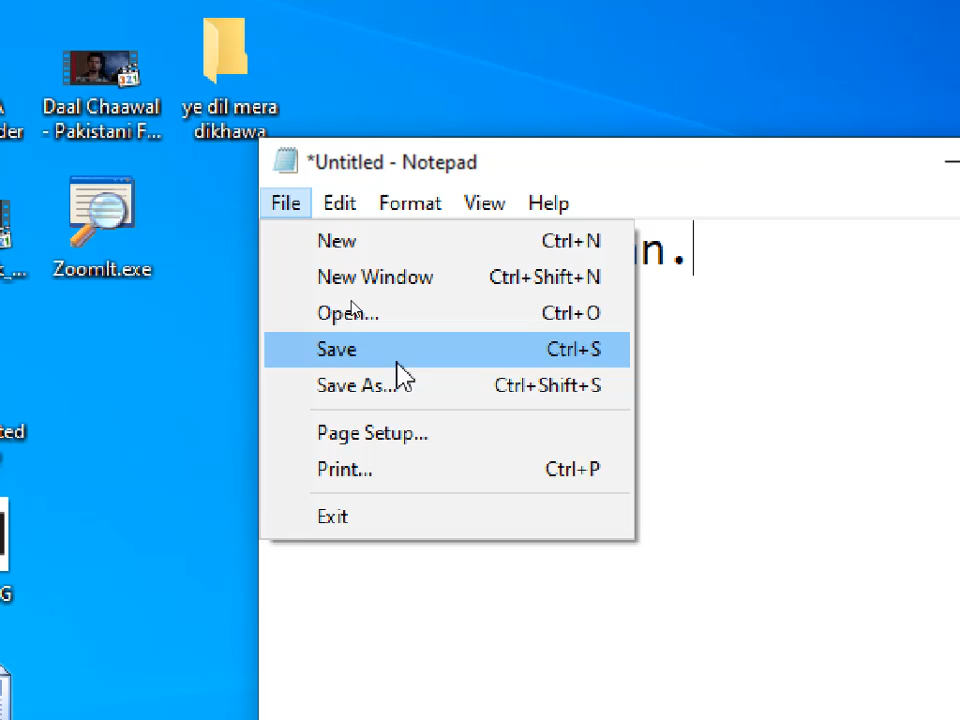 Daal Chaawal
- Pakistani F...
ye dil mera
dikhawa
ZoomIt.exe
*Untitled - Notepad
File Edit Format View Help
n.
New Ctrl+N
New Window Ctrl+Shift+N
Open... Ctrl+O
Save Ctrl+S
Save As... Ctrl+Shift+S
Page Setup...
Print... Ctrl+P
Exit